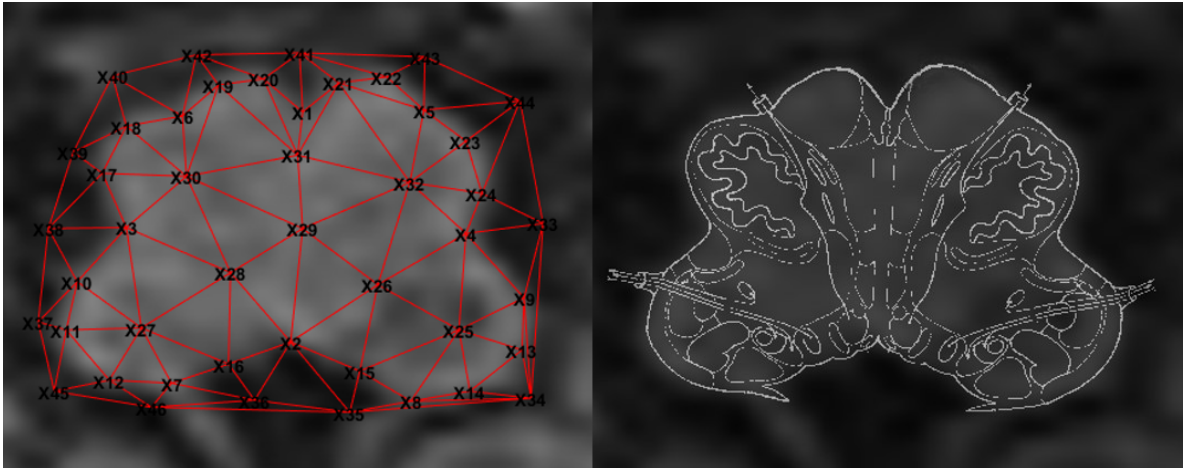 X42 X41 X43
X40 X19 X20 X21 X22
X18 X6 X1 X5 X44
X39 X17 X30 X31 X32 X23 X24
X38 X3 X29 X4 X33
X10 X28 X26 X9
X37 X11 X27 X2 X25 X13
X45 X12 X7 X16 X15 X14
X46 X36 X35 X8 X34